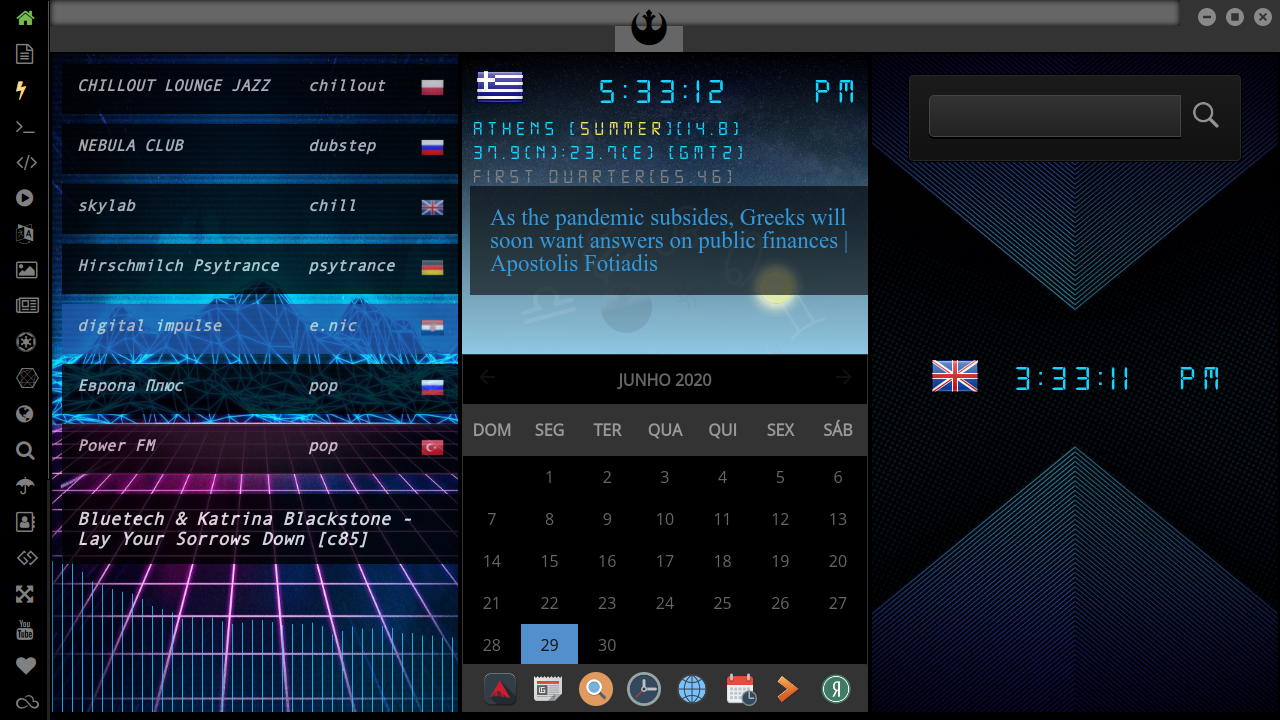 CHILLOUT LOUNGE JAZZ chillout
NEBULA CLUB dubstep
skylab chill
Hirschmilch Psytrance psytrance
digital impulse e.nic
Европа Плюс pop
Power FM pop
Bluetech & Katrina Blackstone -
Lay Your Sorrows Down [c85]
5:33:12 PM
ATHENS [SUMMER][14.8]
37.9(N):23.7(E) [GMT2]
FIRST QUARTER[65.46]
As the pandemic subsides, Greeks will
soon want answers on public finances |
Apostolis Fotiadis
JUNHO 2020
DOM SEG TER QUA QUI SEX SÁB
1 2 3 4 5 6
7 8 9 10 11 12 13
14 15 16 17 18 19 20
21 22 23 24 25 26 27
28 29 30
3:33:11 PM
You
Tube
Я